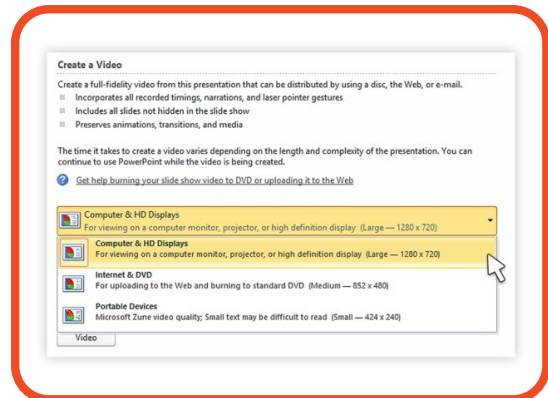 Create a Video
Create a full-fidelity video from this presentation that can be distributed by using a disc, the Web, or e-mail.
Incorporates all recorded timings, narrations, and laser pointer gestures
Includes all slides not hidden in the slide show
Preserves animations, transitions, and media
The time it takes to create a video varies depending on the length and complexity of the presentation. You can
continue to use PowerPoint while the video is being created.
Get help burning your slide show video to DVD or uploading it to the Web
Computer & HD Displays
For viewing on a computer monitor, projector, or high definition display (Large — 1280 x 720)
Computer & HD Displays
For viewing on a computer monitor, projector, or high definition display (Large — 1280 x 720)
Internet & DVD
For uploading to the Web and burning to standard DVD (Medium — 852 x 480)
Portable Devices
Microsoft Zune video quality; Small text may be difficult to read (Small — 424 x 240)
Video